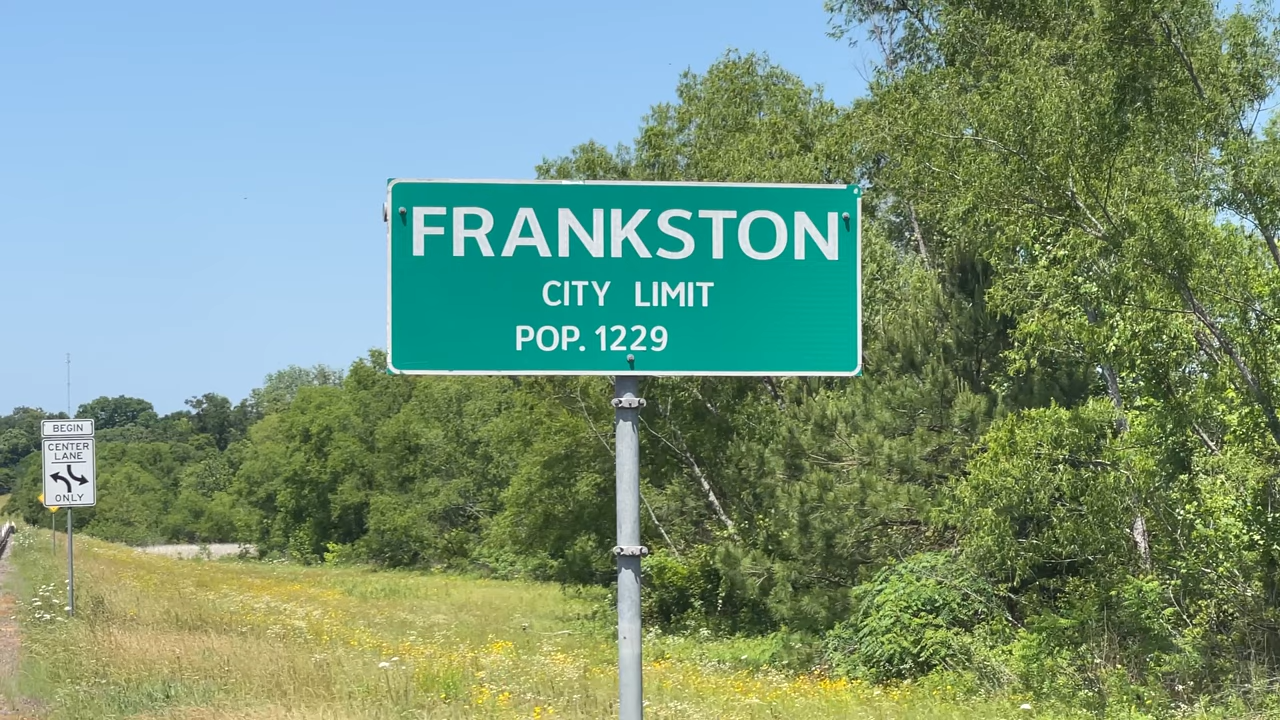 FRANKSTON
CITY LIMIT
POP. 1229
BEGIN
CENTER
LANE
ONLY